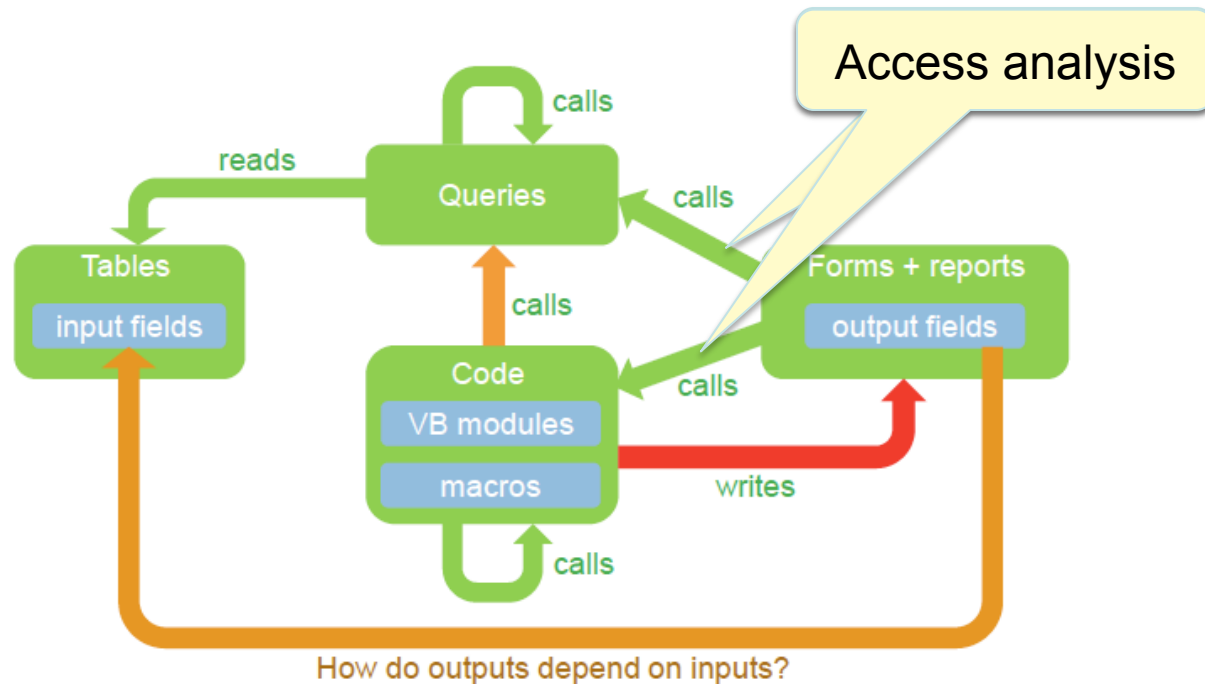 Access analysis
calls
reads
Queries
calls
Tables
Forms + reports
input fields
calls
output fields
Code
calls
VB modules
macros
writes
calls
How do outputs depend on inputs?